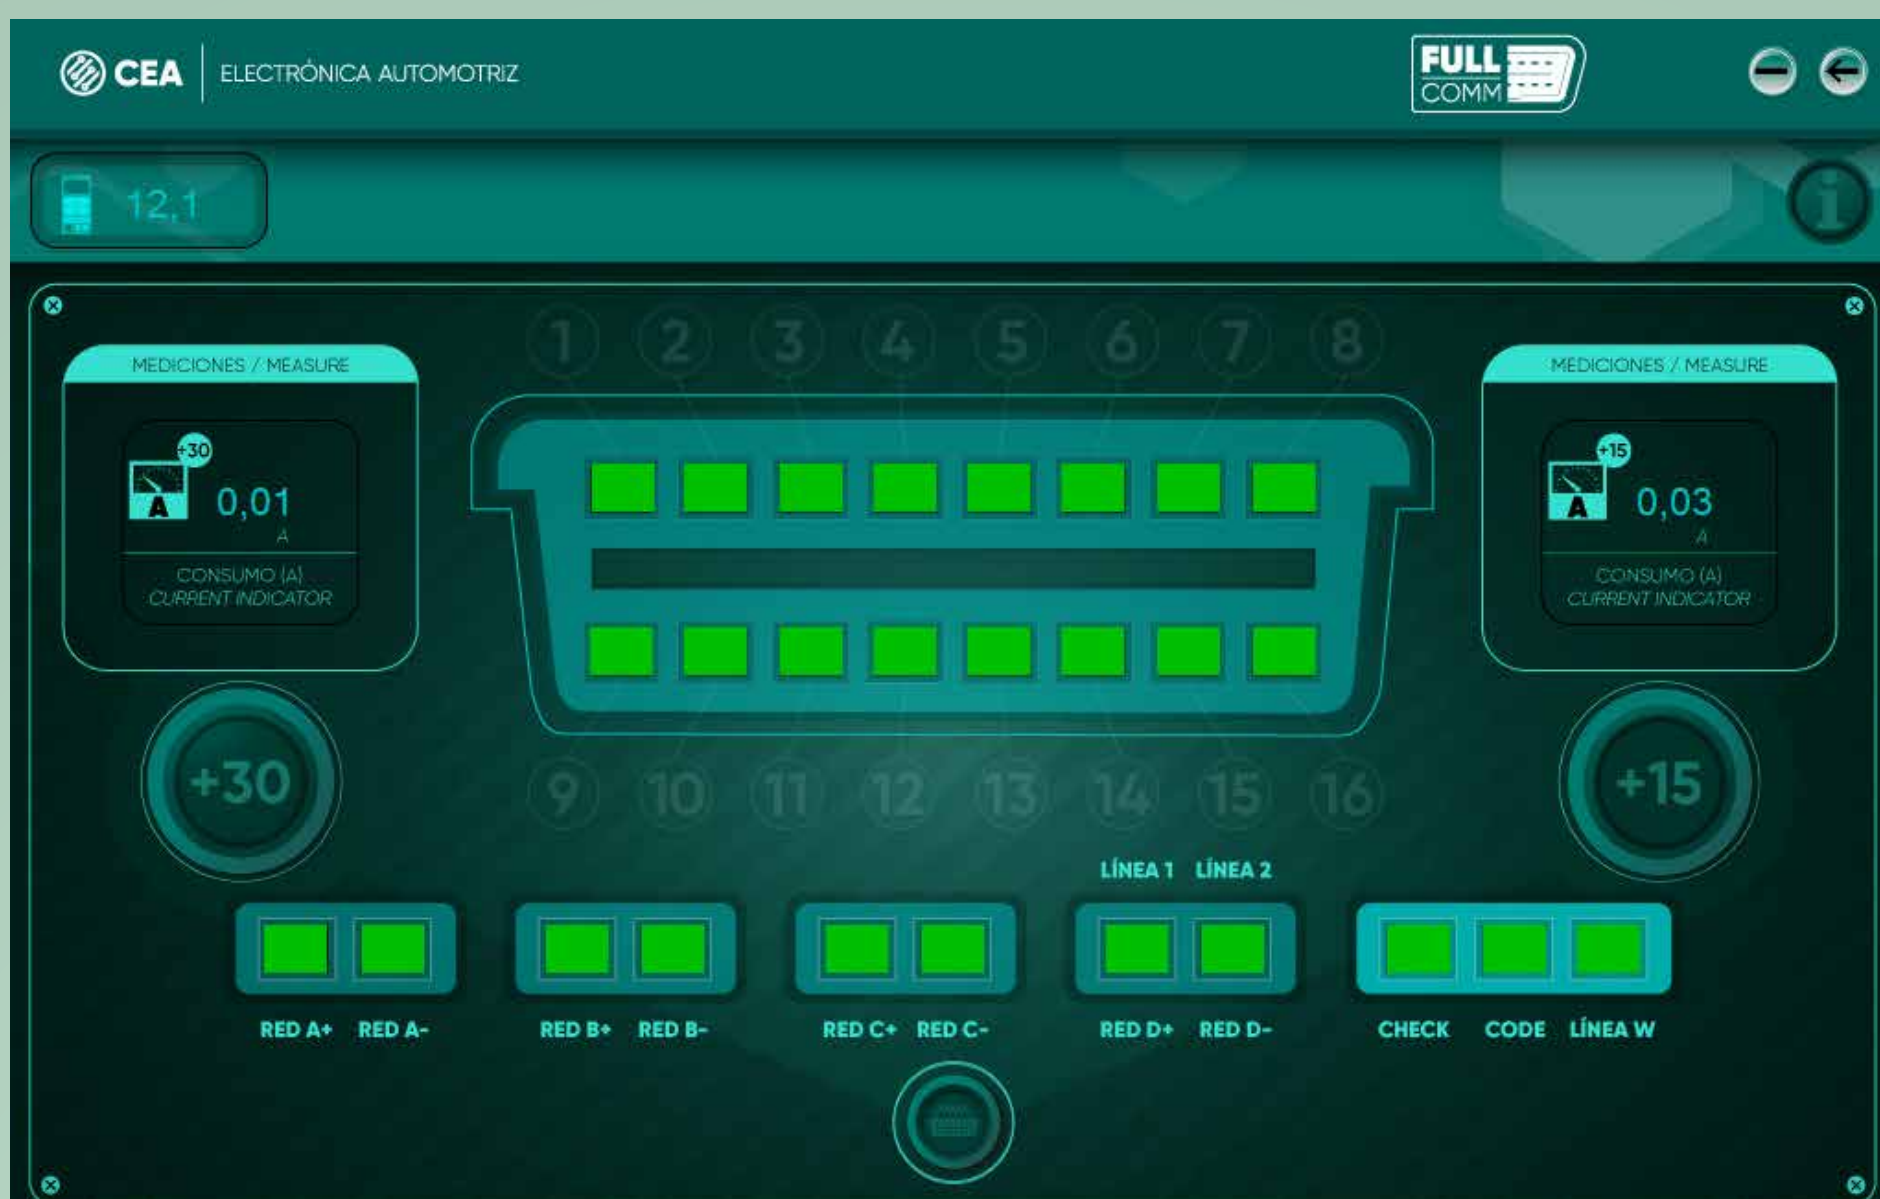 CEA
ELECTRÓNICA AUTOMOTRIZ
FULL
COMM
12,1
i
1 2 3 4 5 6 7 8
MEDICIONES / MEASURE
+30
A
0,01
A
CONSUMO (A)
CURRENT INDICATOR
MEDICIONES / MEASURE
+15
A
0,03
A
CONSUMO (A)
CURRENT INDICATOR
+30
9 10 11 12 13 14 15 16
+15
LÍNEA 1 LÍNEA 2
RED A+ RED A- RED B+ RED B- RED C+ RED C- RED D+ RED D- CHECK CODE LÍNEA W